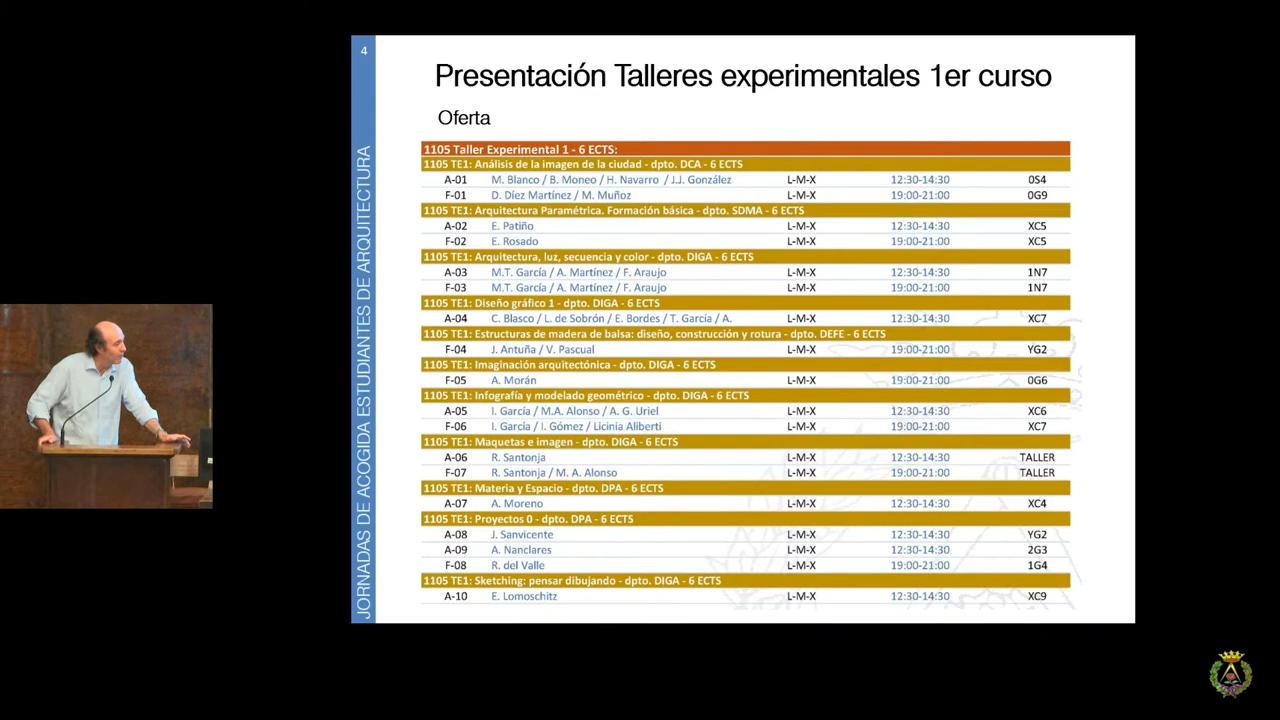 4
Presentación Talleres experimentales 1er curso
Oferta
JORNADAS DE ACOGIDA ESTUDIANTES DE ARQUITECTURA
1105 Taller Experimental 1 - 6 ECTS:
1105 TE1: Análisis de la imagen de la ciudad - dpto. DCA - 6 ECTS
A-01 M. Blanco / B. Moneo / H. Navarro / J.J. González L-M-X 12:30-14:30 0S4
F-01 D. Díez Martínez / M. Muñoz L-M-X 19:00-21:00 0G9
1105 TE1: Arquitectura Paramétrica. Formación básica - dpto. SDMA - 6 ECTS
A-02 E. Patiño L-M-X 12:30-14:30 XC5
F-02 E. Rosado L-M-X 19:00-21:00 XC5
1105 TE1: Arquitectura, luz, secuencia y color - dpto. DIGA - 6 ECTS
A-03 M.T. García / A. Martínez / F. Araujo L-M-X 12:30-14:30 1N7
F-03 M.T. García / A. Martínez / F. Araujo L-M-X 19:00-21:00 1N7
1105 TE1: Diseño gráfico 1 - dpto. DIGA - 6 ECTS
A-04 C. Blasco / L. de Sobrón / E. Bordes / T. García / A. L-M-X 12:30-14:30 XC7
1105 TE1: Estructuras de madera de balsa: diseño, construcción y rotura - dpto. DEFE - 6 ECTS
F-04 J. Antuña / V. Pascual L-M-X 19:00-21:00 YG2
1105 TE1: Imaginación arquitectónica - dpto. DIGA - 6 ECTS
F-05 A. Morán L-M-X 19:00-21:00 0G6
1105 TE1: Infografía y modelado geométrico - dpto. DIGA - 6 ECTS
A-05 I. García / M.A. Alonso / A. G. Uriel L-M-X 12:30-14:30 XC6
F-06 I. García / I. Gómez / Licinia Aliberti L-M-X 19:00-21:00 XC7
1105 TE1: Maquetas e imagen - dpto. DIGA - 6 ECTS
A-06 R. Santonja L-M-X 12:30-14:30 TALLER
F-07 R. Santonja / M. A. Alonso L-M-X 19:00-21:00 TALLER
1105 TE1: Materia y Espacio - dpto. DPA - 6 ECTS
A-07 A. Moreno L-M-X 12:30-14:30 XC4
1105 TE1: Proyectos 0 - dpto. DPA - 6 ECTS
A-08 J. Sanvicente L-M-X 12:30-14:30 YG2
A-09 A. Nanclares L-M-X 12:30-14:30 2G3
F-08 R. del Valle L-M-X 19:00-21:00 1G4
1105 TE1: Sketching: pensar dibujando - dpto. DIGA - 6 ECTS
A-10 E. Lomoschitz L-M-X 12:30-14:30 XC9